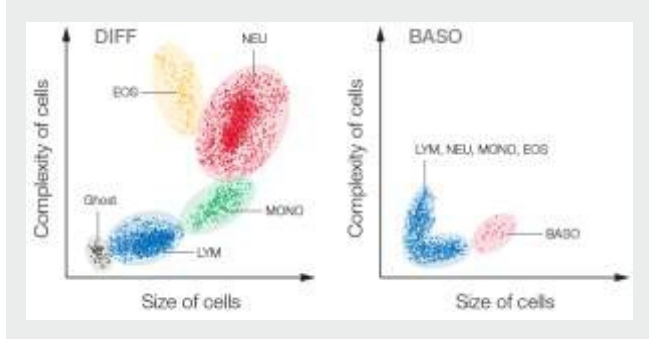 DIFF
NEU
EOS
Ghost
MONO
LYM
Complexity of cells
Size of cells
BASO
LYM, NEU, MONO, EOS
BASO
Complexity of cells
Size of cells